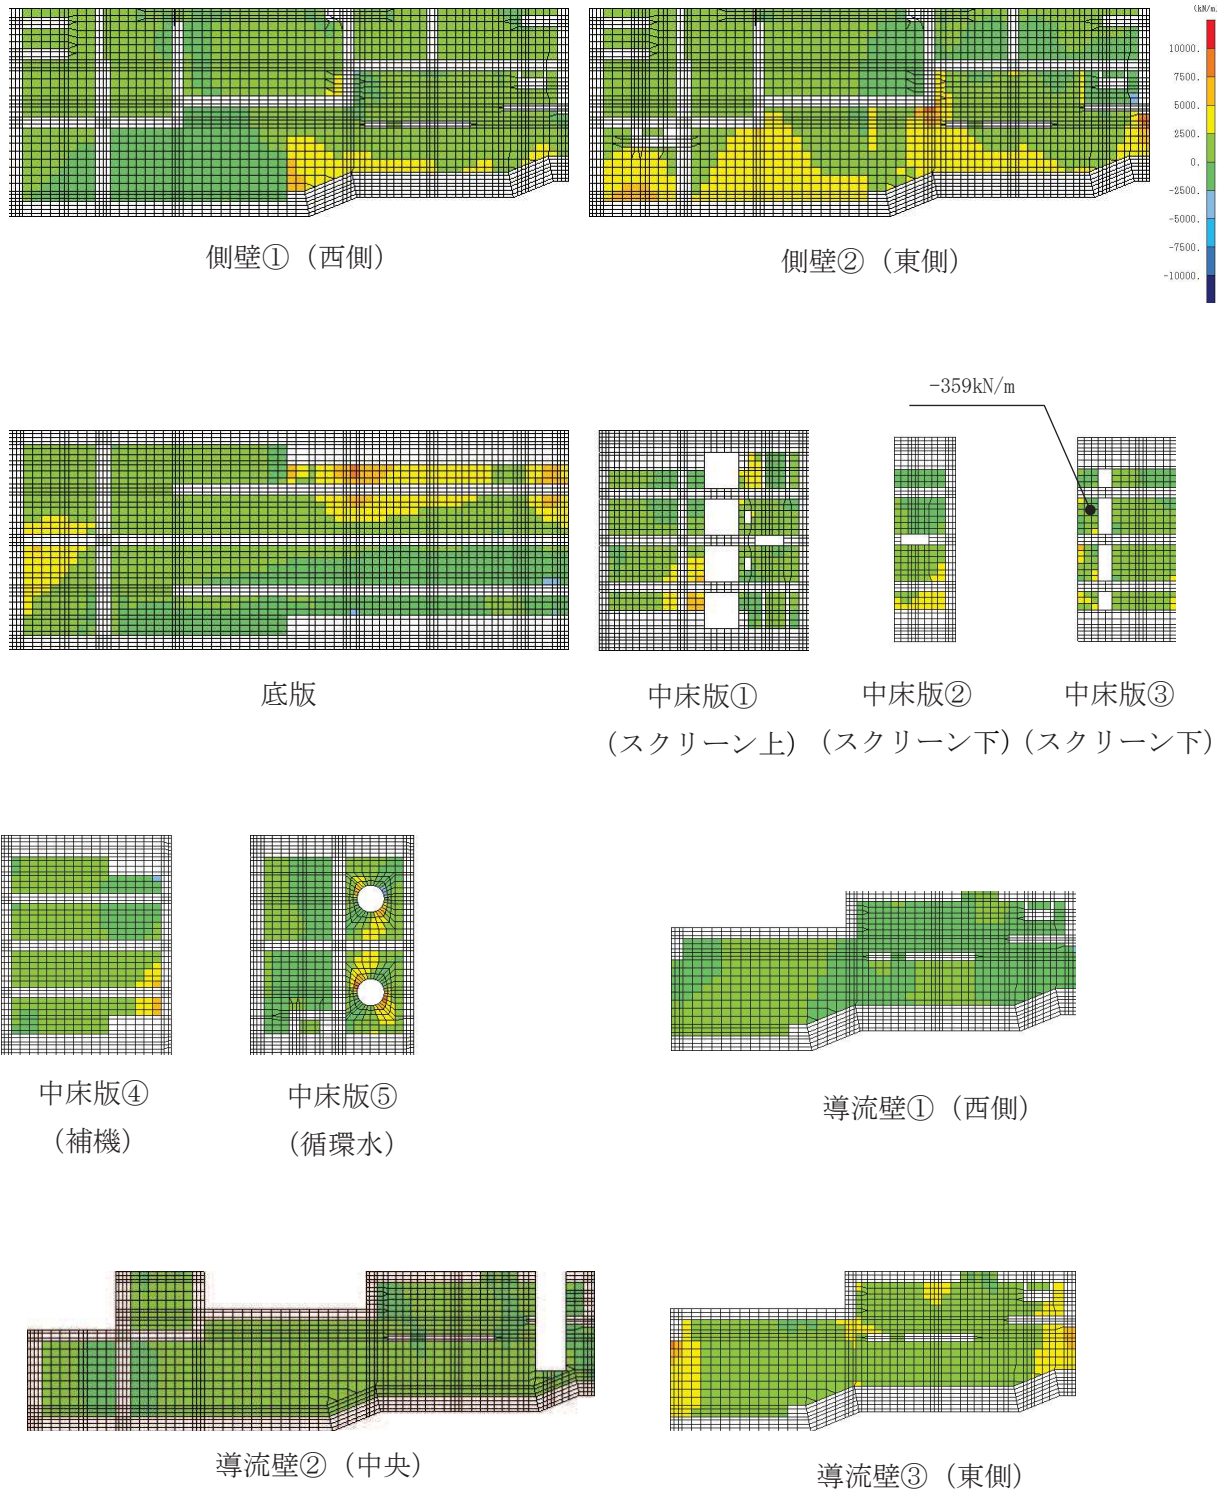 (kN/m.
10000.
7500.
5000.
2500.
0.
-2500.
-5000.
-7500.
-10000.
側壁①（西側）
側壁②（東側）
-359kN/m
底版
中床版①
（スクリーン上）
中床版②
（スクリーン下）
中床版③
（スクリーン下）
中床版④
（補機）
中床版⑤
（循環水）
導流壁①（西側）
導流壁②（中央）
導流壁③（東側）